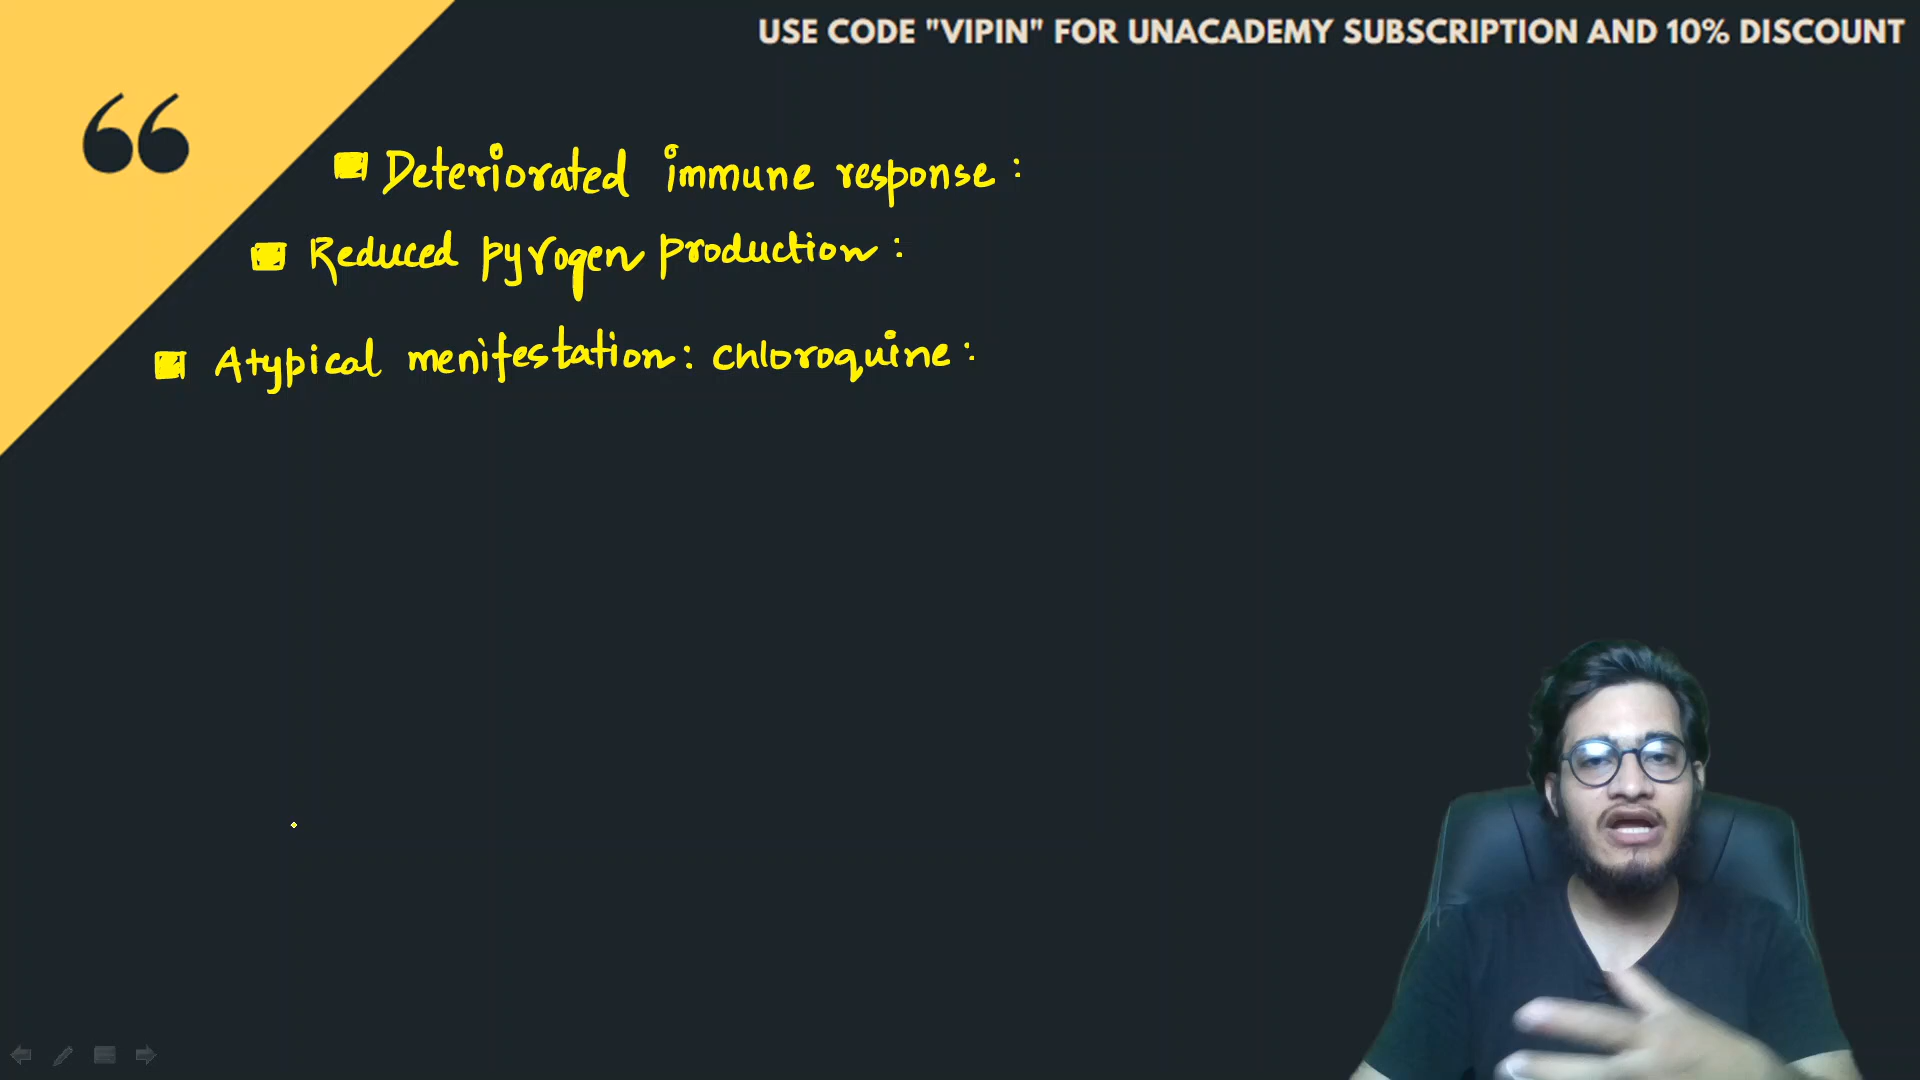 USE CODE "VIPIN" FOR UNACADEMY SUBSCRIPTION AND 10% DISCOUNT
Deteriorated immune response :
Reduced pyrogen production :
Atypical menifestation : chloroquine :